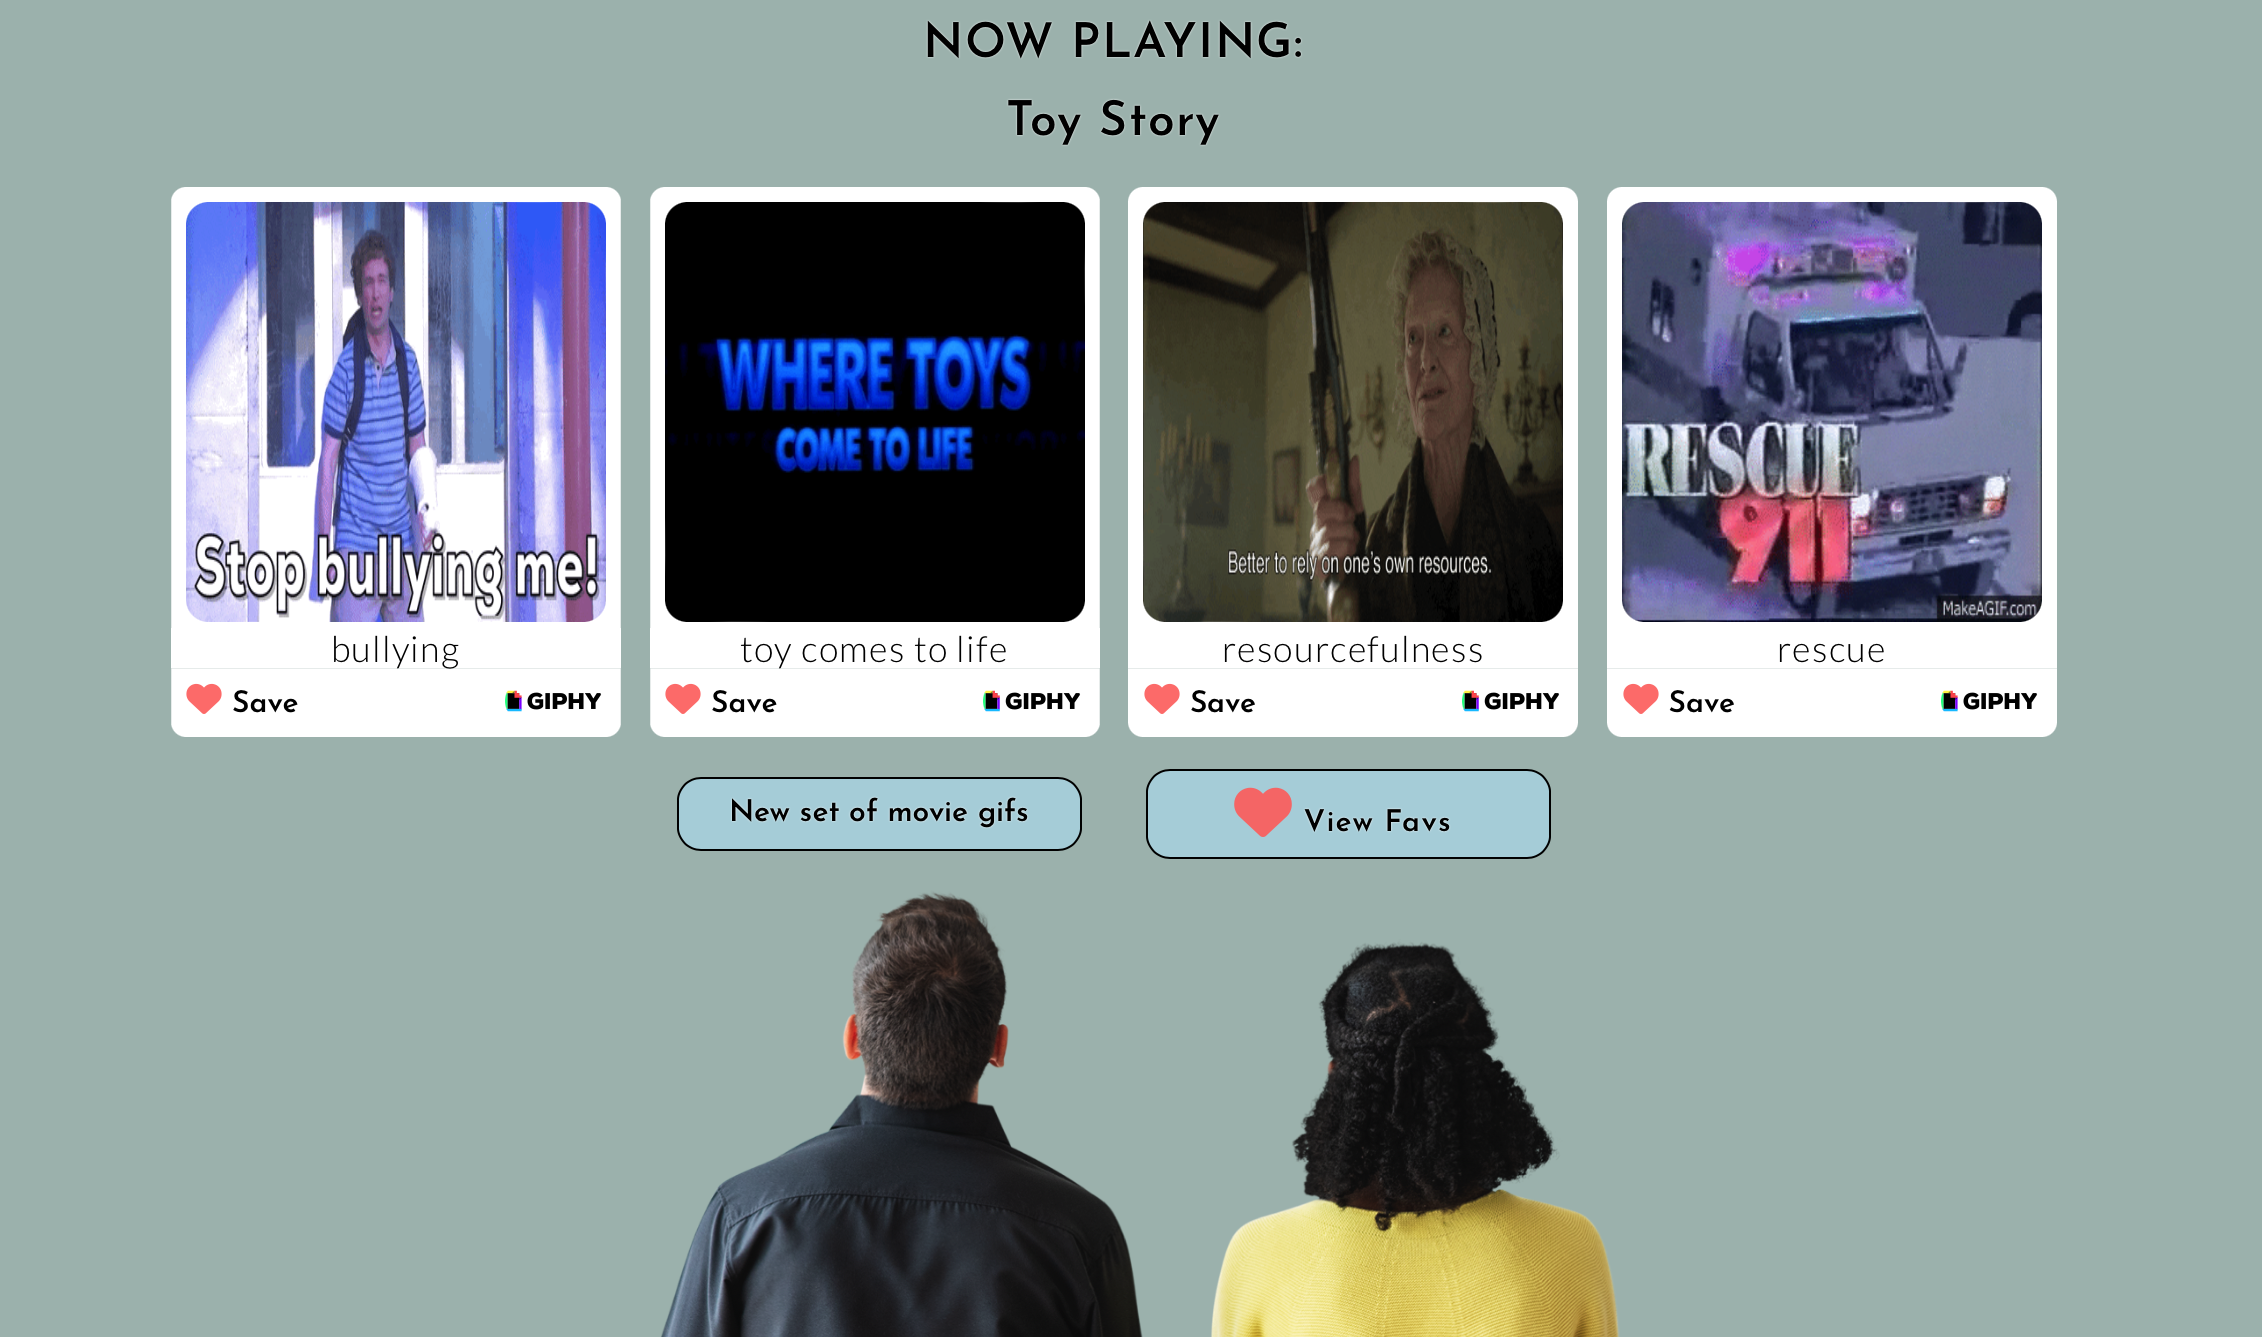 NOW PLAYING:
Toy Story
Stop bullying me!
bullying
Save
GIPHY
WHERE TOYS
COME TO LIFE
toy comes to life
Save
GIPHY
Better to rely on one's own resources.
resourcefulness
Save
GIPHY
RESCUE
911
MakeAGIF.com
rescue
Save
GIPHY
New set of movie gifs
View Favs